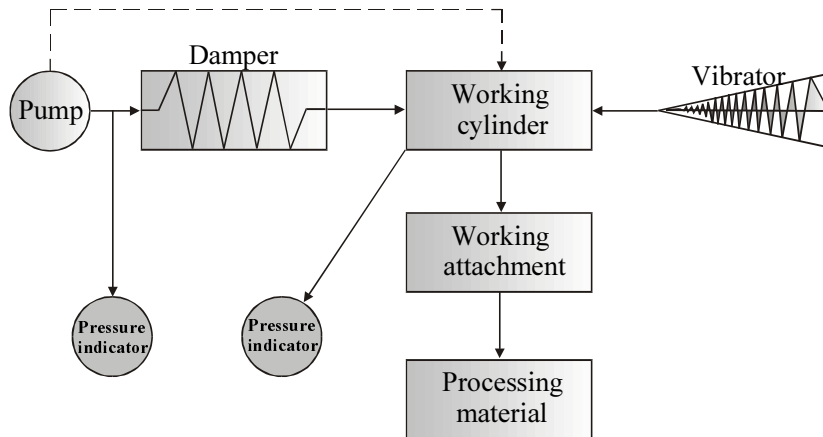 Damper
Vibrator
Pump
Working
cylinder
Working
attachment
Pressure
indicator
Pressure
indicator
Processing
material